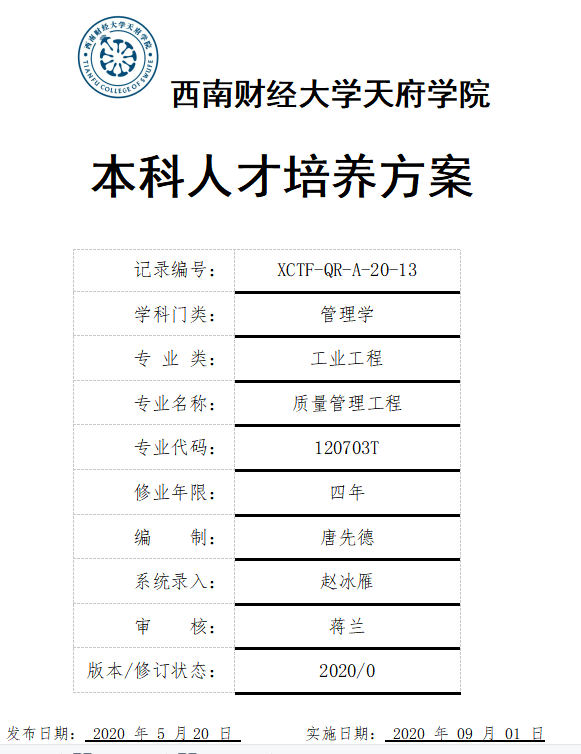 西南财经大学天府学院
TIANFU COLLEGE OF SWUFE
西南财经大学天府学院
本科人才培养方案
记录编号： XCTF-QR-A-20-13
学科门类： 管理学
专 业 类： 工业工程
专业名称： 质量管理工程
专业代码： 120703T
修业年限： 四年
编 制： 唐先德
系统录入： 赵冰雁
审 核： 蒋兰
版本/修订状态： 2020/0
发布日期： 2020 年 5 月 20 日 实施日期： 2020 年 09 月 01 日